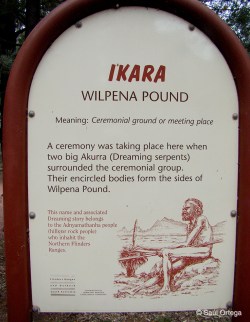 IKARA
WILPENA POUND
Meaning: Ceremonial ground or meeting place
A ceremony was taking place here when
two big Akurra (Dreaming serpents)
surrounded the ceremonial group.
Their encircled bodies form the sides of
Wilpena Pound.
This name and associated
Dreaming story belongs
to the Adnyamathanha people
(hills or rock people)
who inhabit the
Northern Flinders
Ranges.
© Saul Ortega